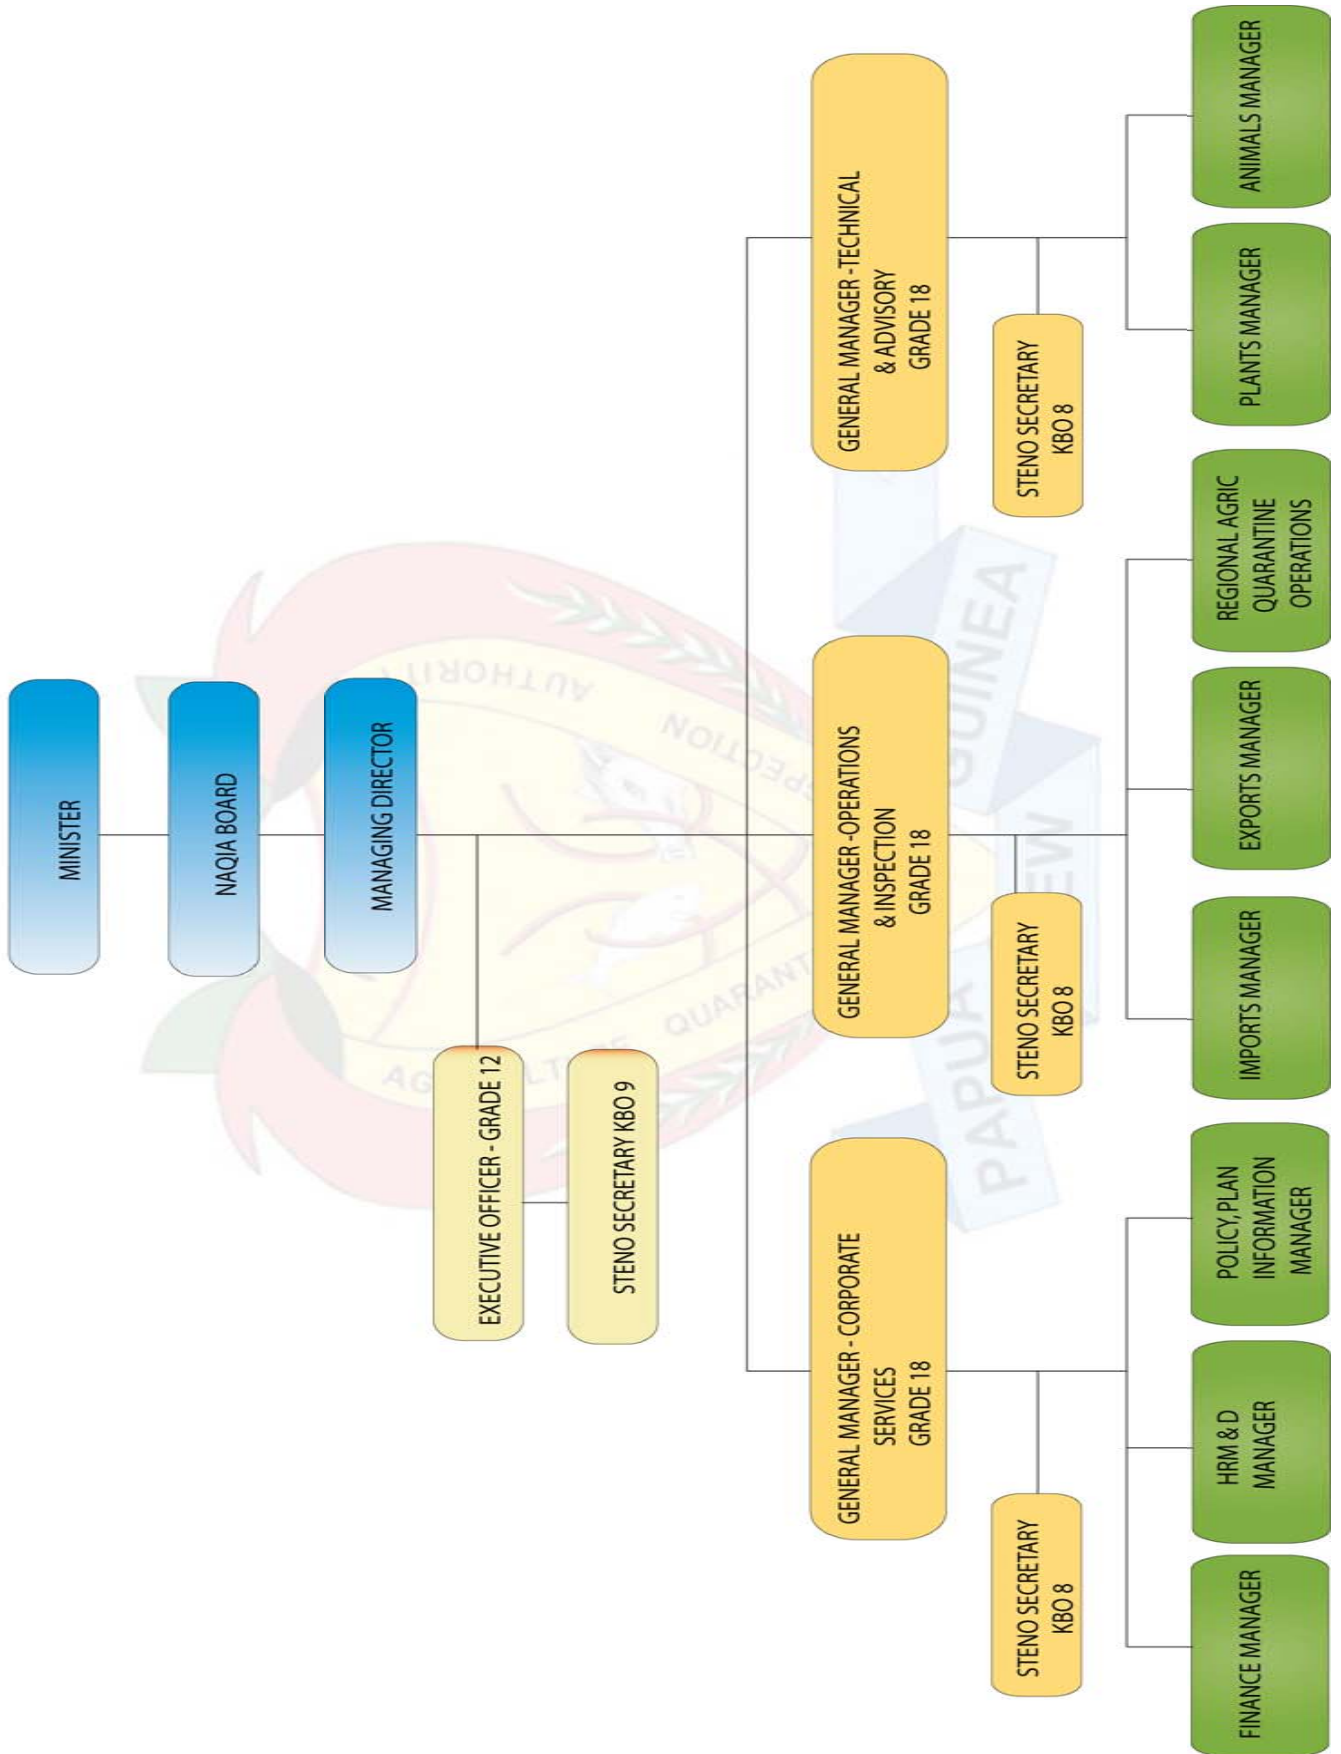 MINISTER
NAQIA BOARD
MANAGING DIRECTOR
EXECUTIVE OFFICER - GRADE 12
STENO SECRETARY KBO 9
GENERAL MANAGER - CORPORATE
SERVICES
GRADE 18
GENERAL MANAGER -OPERATIONS
& INSPECTION
GRADE 18
GENERAL MANAGER -TECHNICAL
& ADVISORY
GRADE 18
STENO SECRETARY
KBO 8
STENO SECRETARY
KBO 8
STENO SECRETARY
KBO 8
FINANCE MANAGER
HRM & D
MANAGER
POLICY, PLAN
INFORMATION
MANAGER
IMPORTS MANAGER
EXPORTS MANAGER
REGIONAL AGRIC
QUARANTINE
OPERATIONS
PLANTS MANAGER
ANIMALS MANAGER
PAPUA
GUINEA